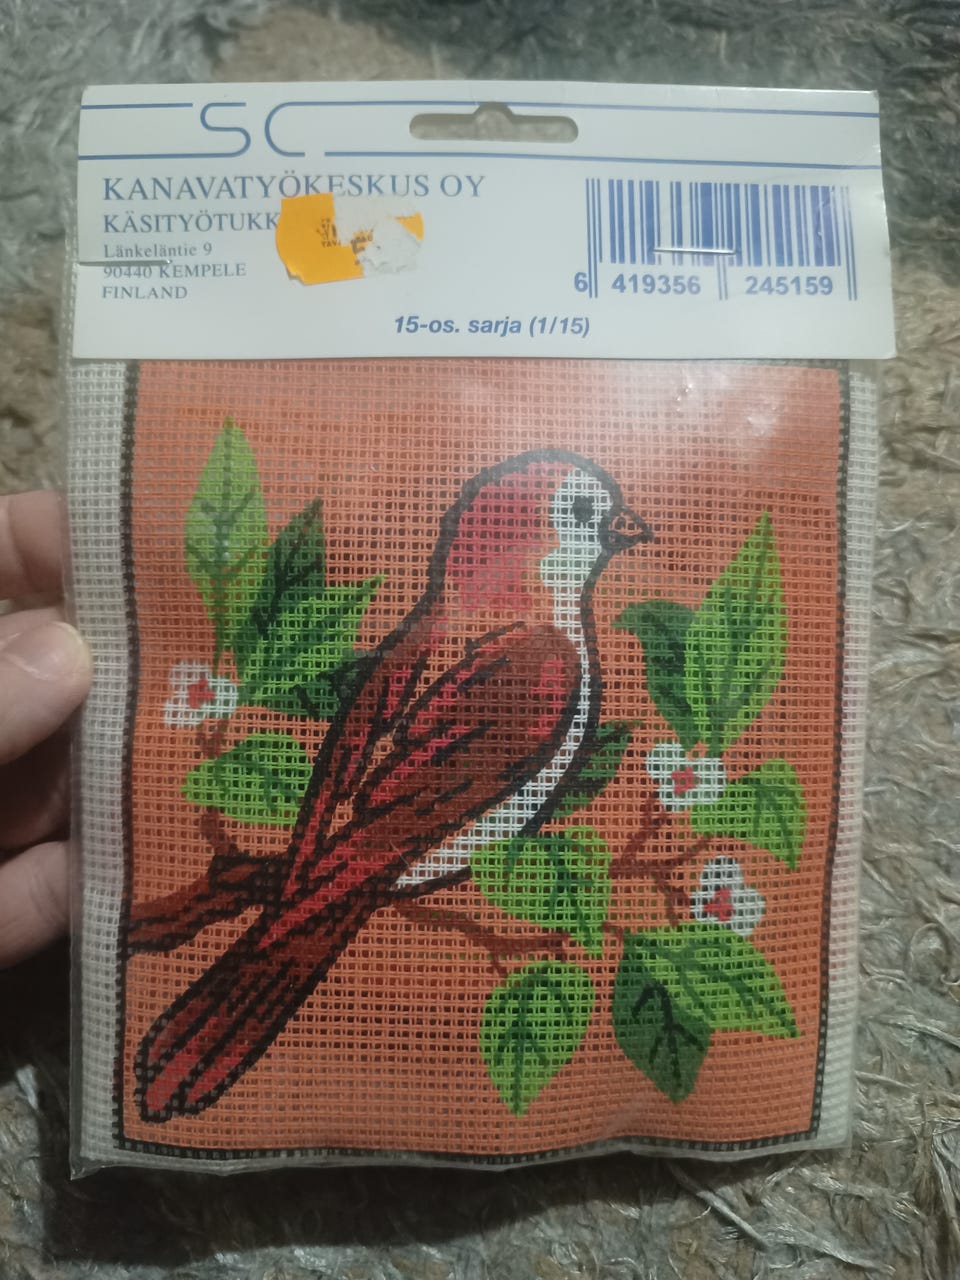 SC
KANAVATYÖKESKUS OY
KÄSITYÖTUKK
Länkeläntie 9
90440 KEMPELE
FINLAND
6 419356 245159
15-os. sarja (1/15)